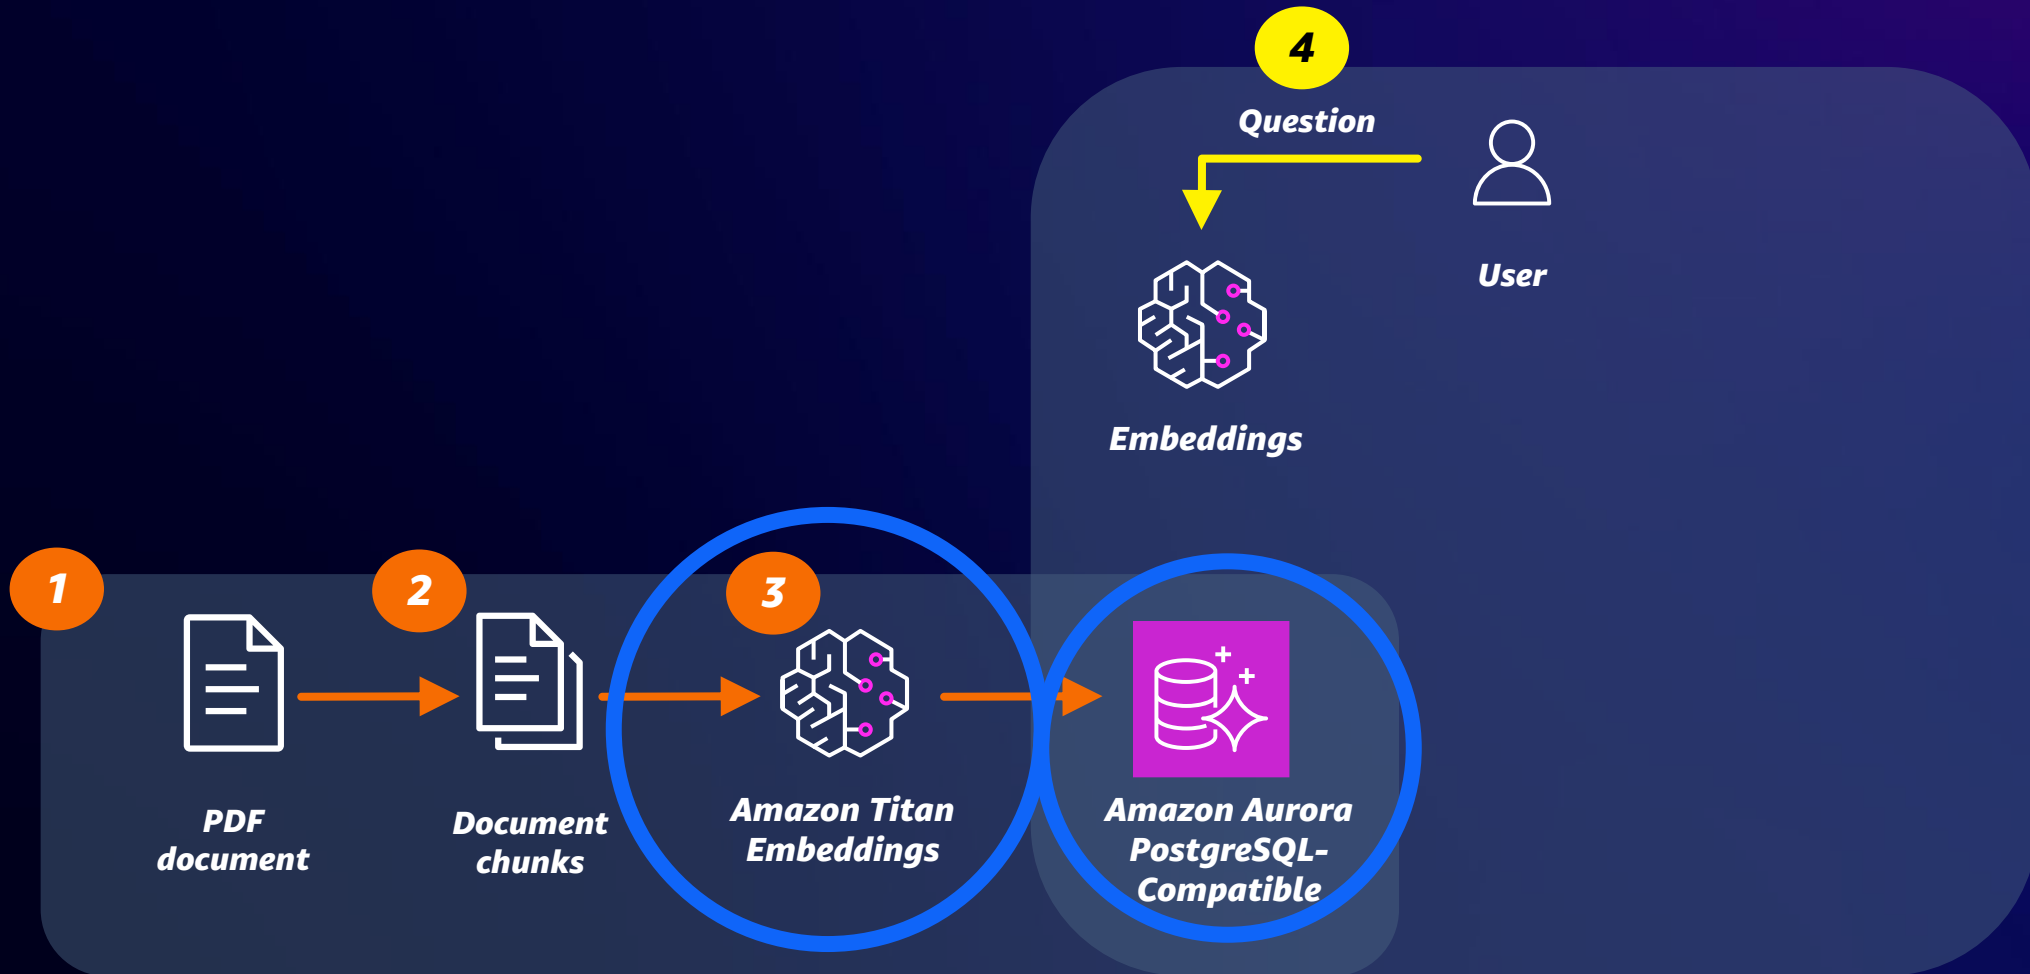 4
Question
User
Embeddings
1
2
3
PDF
document
Document
chunks
Amazon Titan
Embeddings
Amazon Aurora
PostgreSQL-
Compatible